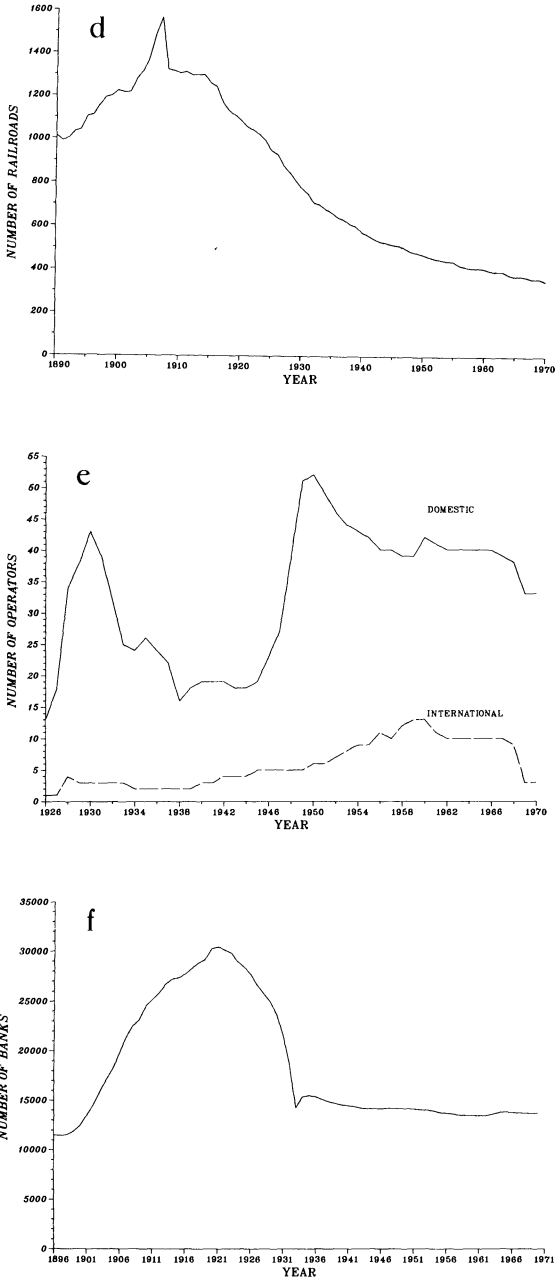 d
1600
1400
1200
1000
800
600
400
200
0
NUMBER OF RAILROADS
1890 1900 1910 1920 1930 1940 1950 1960 1970
YEAR
e
65
60
55
50
45
40
35
30
25
20
15
10
5
0
NUMBER OF OPERATORS
DOMESTIC
INTERNATIONAL
1926 1930 1934 1938 1942 1946 1950 1954 1958 1962 1966 1970
YEAR
f
35000
30000
25000
20000
15000
10000
5000
0
NUMBER OF BANKS
1896 1901 1906 1911 1916 1921 1926 1931 1936 1941 1946 1951 1956 1961 1966 1971
YEAR